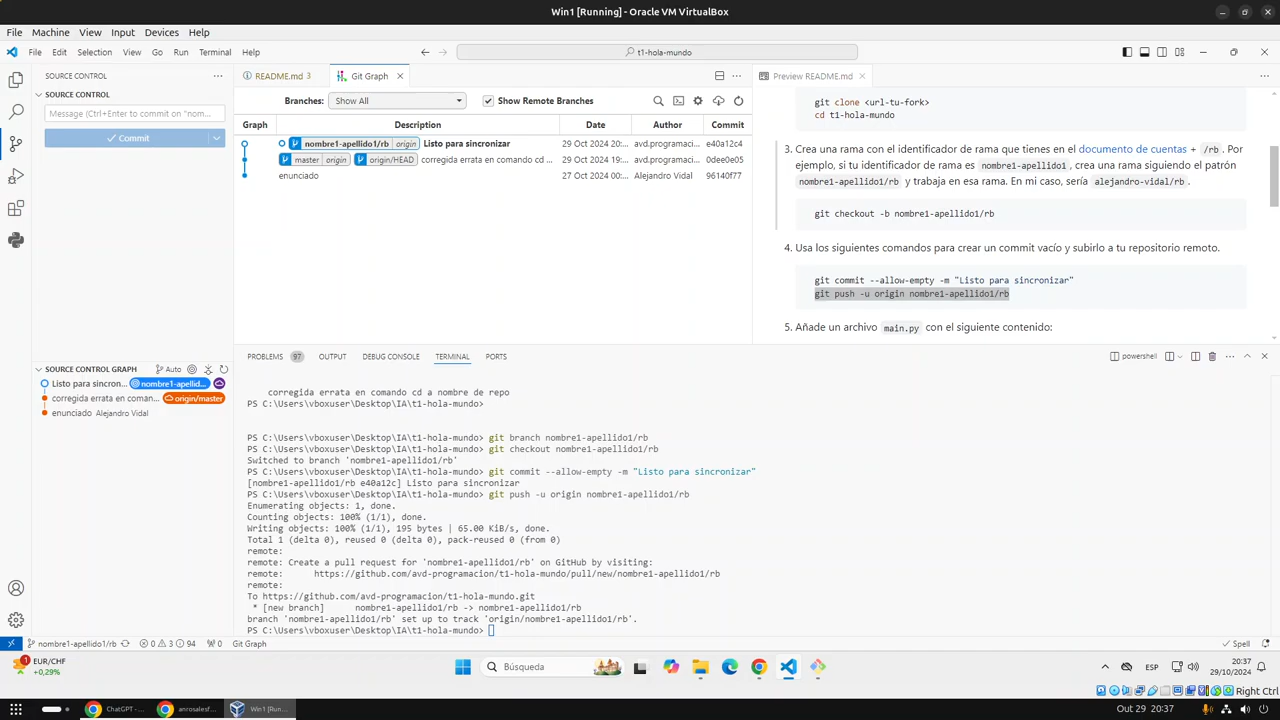 Win1 [Running] - Oracle VM VirtualBox
File Machine View Input Devices Help
File Edit Selection View Go Run Terminal Help
t1-hola-mundo
SOURCE CONTROL
SOURCE CONTROL
Message (Ctrl+Enter to commit on "nom...
Commit
README.md 3
Git Graph
Branches: Show All
Show Remote Branches
Graph Description Date Author Commit
nombre1-apellido1/rb origin Listo para sincronizar 29 Oct 2024 20:... avd.programaci... e40a12c4
master origin origin/HEAD corregida errata en comando cd ... 29 Oct 2024 19:... avd.programaci... 0dee0e05
enunciado 27 Oct 2024 00:... Alejandro Vidal 96140f77
Preview README.md
git clone <url-tu-fork>
cd t1-hola-mundo
3. Crea una rama con el identificador de rama que tienes en el documento de cuentas + /rb . Por
ejemplo, si tu identificador de rama es nombre1-apellido1, crea una rama siguiendo el patrón
nombre1-apellido1/rb y trabaja en esa rama. En mi caso, sería alejandro-vidal/rb.
git checkout -b nombre1-apellido1/rb
4. Usa los siguientes comandos para crear un commit vacío y subirlo a tu repositorio remoto.
git commit --allow-empty -m "Listo para sincronizar"
git push -u origin nombre1-apellido1/rb
5. Añade un archivo main.py con el siguiente contenido:
SOURCE CONTROL GRAPH Auto
Listo para sincron... nombre1-apellid...
corregida errata en coman... origin/master
enunciado Alejandro Vidal
PROBLEMS 97 OUTPUT DEBUG CONSOLE TERMINAL PORTS
powershell
corregida errata en comando cd a nombre de repo
PS C:\Users\vboxuser\Desktop\IA\t1-hola-mundo>
PS C:\Users\vboxuser\Desktop\IA\t1-hola-mundo> git branch nombre1-apellido1/rb
PS C:\Users\vboxuser\Desktop\IA\t1-hola-mundo> git checkout nombre1-apellido1/rb
Switched to branch 'nombre1-apellido1/rb'
PS C:\Users\vboxuser\Desktop\IA\t1-hola-mundo> git commit --allow-empty -m "Listo para sincronizar"
[nombre1-apellido1/rb e40a12c] Listo para sincronizar
PS C:\Users\vboxuser\Desktop\IA\t1-hola-mundo> git push -u origin nombre1-apellido1/rb
Enumerating objects: 1, done.
Counting objects: 100% (1/1), done.
Writing objects: 100% (1/1), 195 bytes | 65.00 KiB/s, done.
Total 1 (delta 0), reused 0 (delta 0), pack-reused 0 (from 0)
remote:
remote: Create a pull request for 'nombre1-apellido1/rb' on GitHub by visiting:
remote: https://github.com/avd-programacion/t1-hola-mundo/pull/new/nombre1-apellido1/rb
remote:
To https://github.com/avd-programacion/t1-hola-mundo.git
* [new branch] nombre1-apellido1/rb -> nombre1-apellido1/rb
branch 'nombre1-apellido1/rb' set up to track 'origin/nombre1-apellido1/rb'.
PS C:\Users\vboxuser\Desktop\IA\t1-hola-mundo>
nombre1-apellido1/rb 0 3 94 0 Git Graph Spell
1 EUR/CHF
+0,29%
Búsqueda
ESP
20:37
29/10/2024
Right Ctrl
ChatGPT - ... anrosalesf... Win1 [Run...
Out 29 20:37